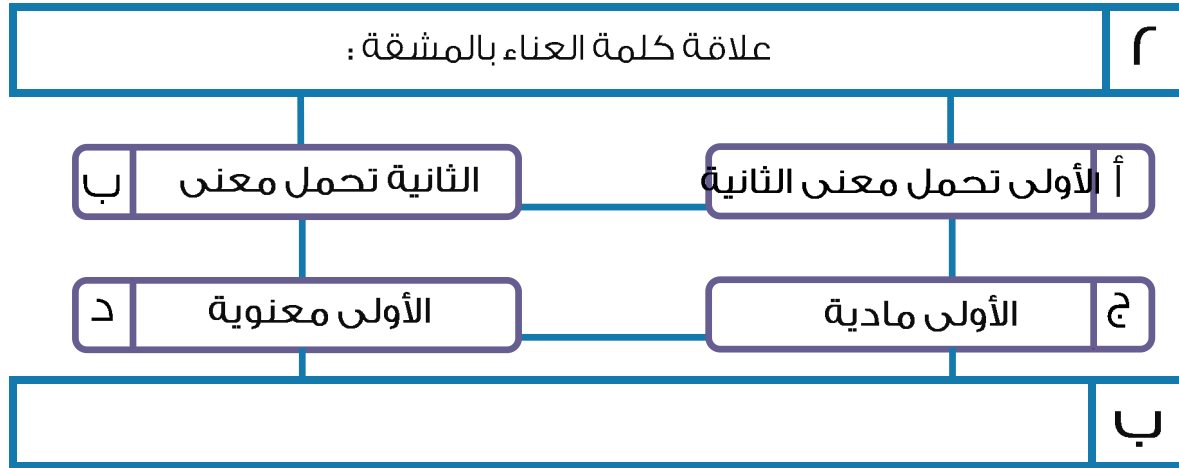 ٢
علاقة كلمة العناء بالمشقة :
أ
الأولى تحمل معنى الثانية
ب
الثانية تحمل معنى
ج
الأولى مادية
د
الأولى معنوية
ب